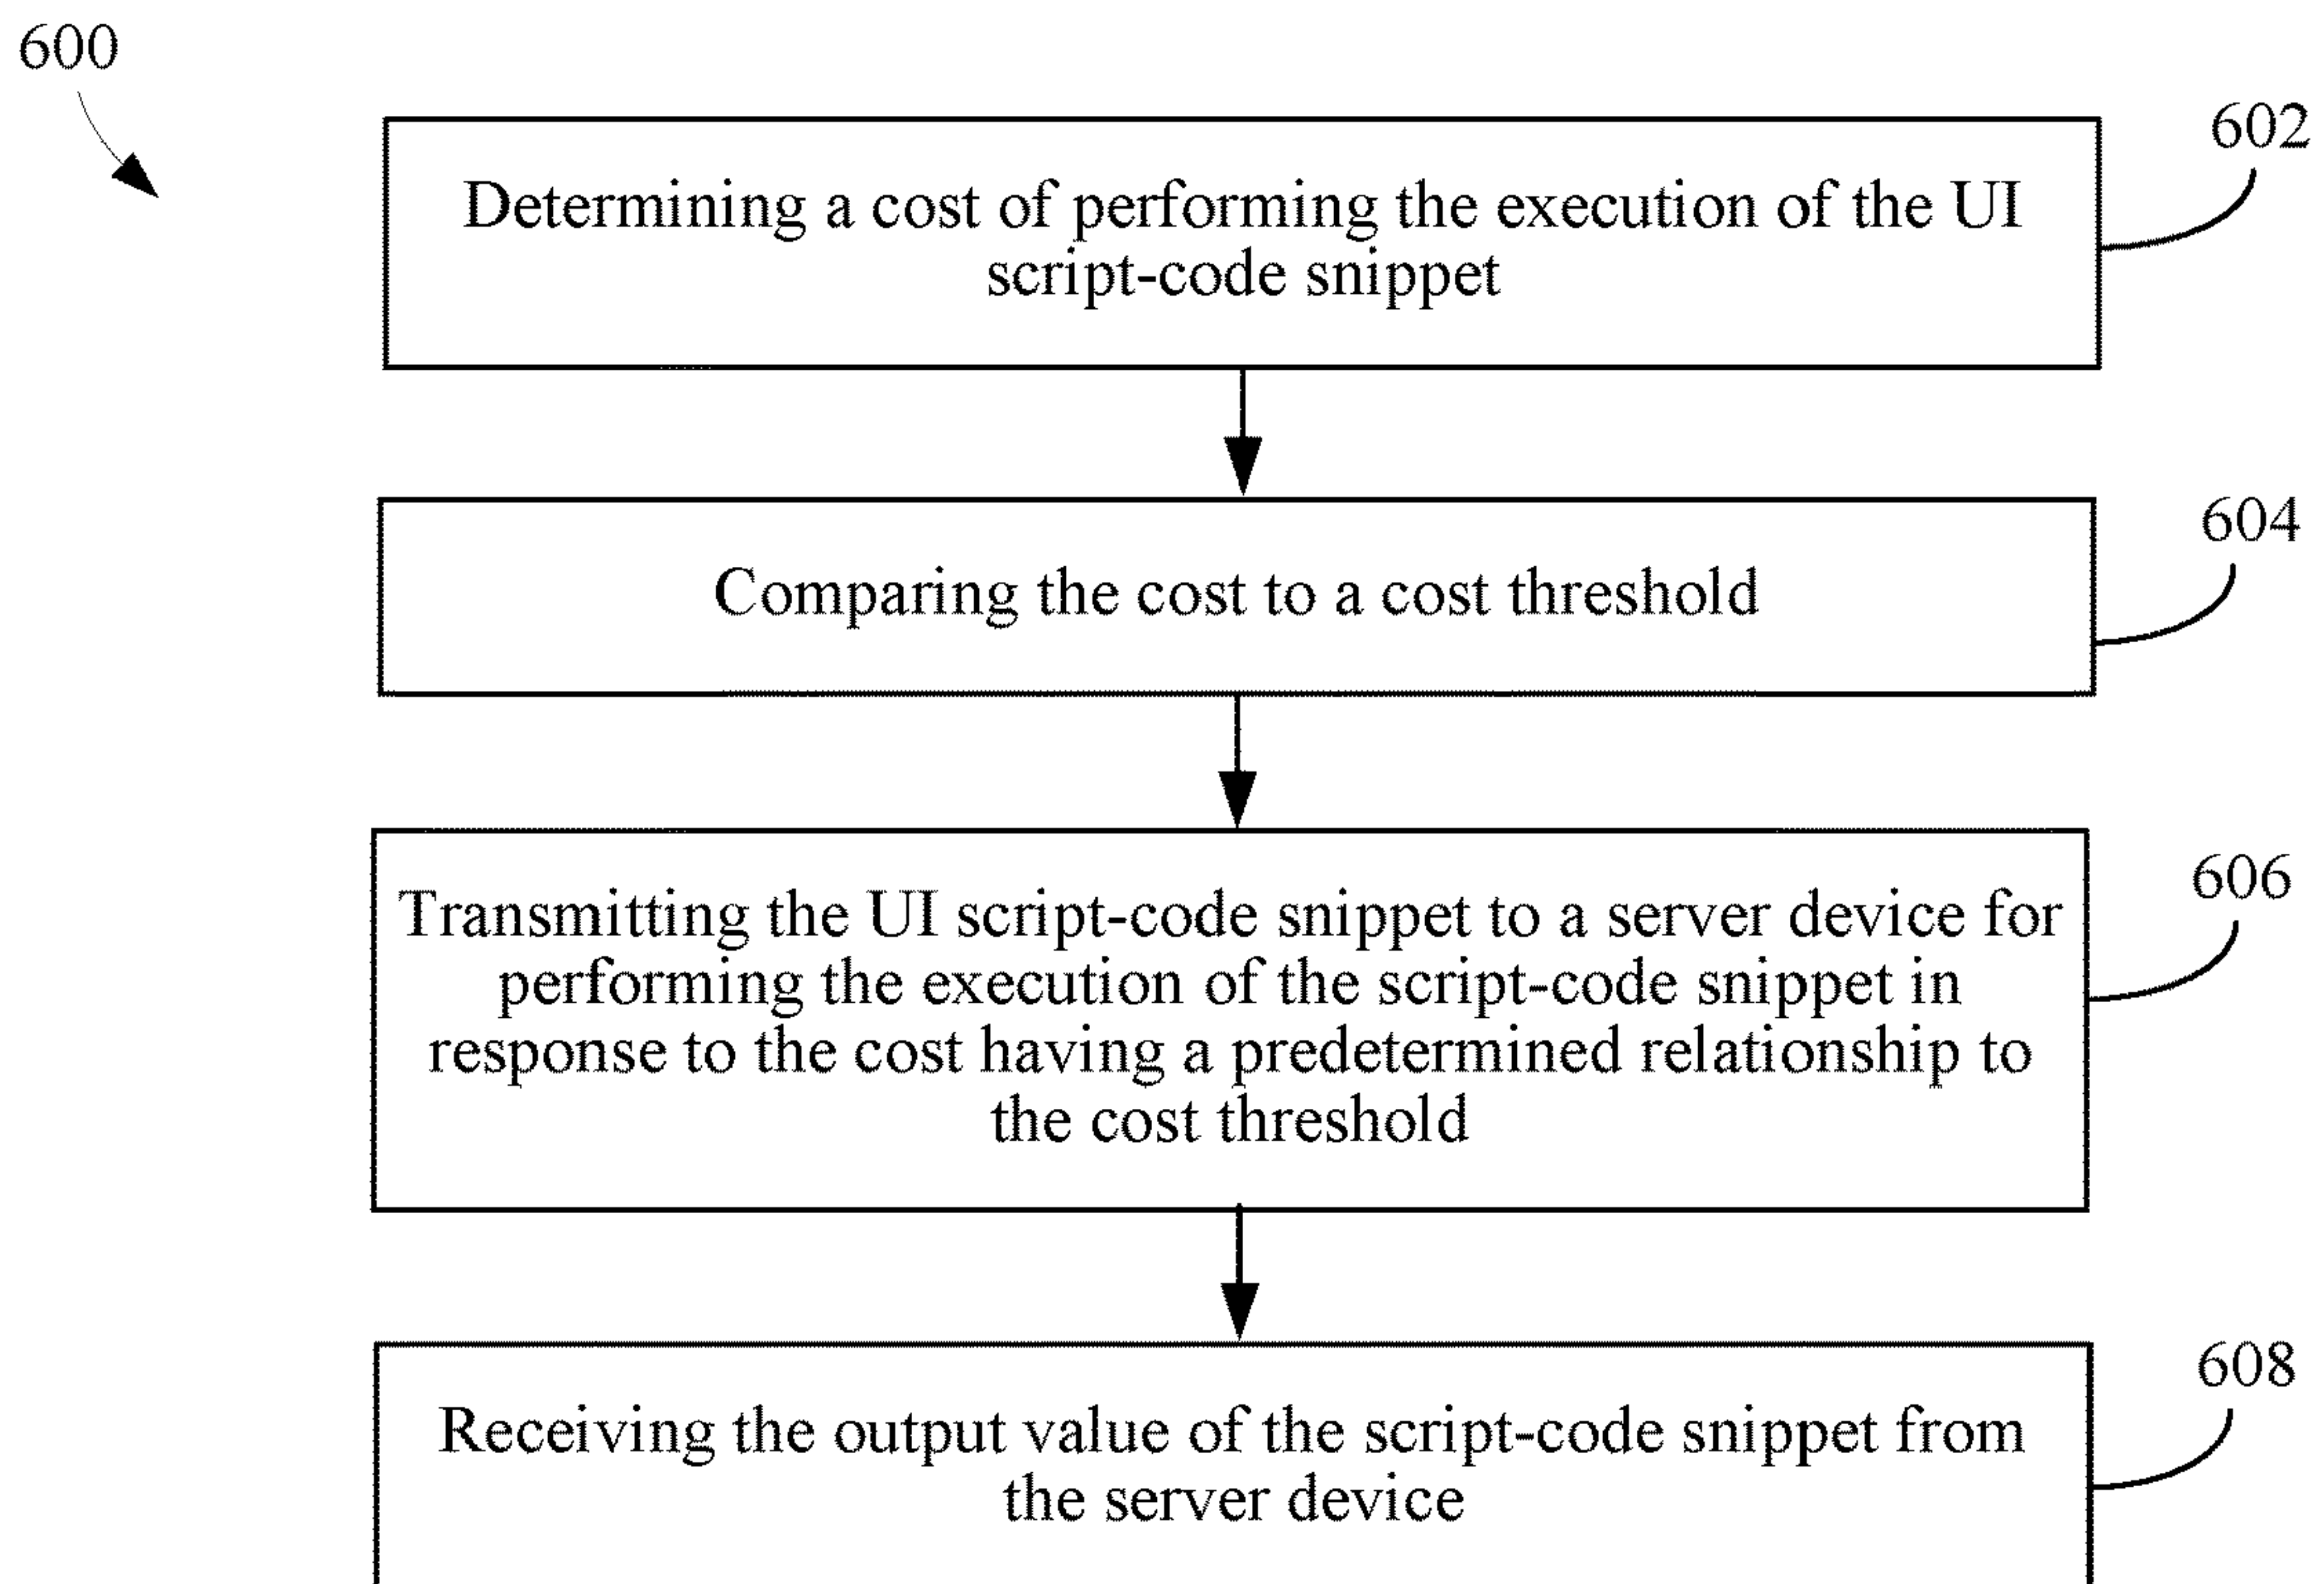 600
602
Determining a cost of performing the execution of the UI
script-code snippet
604
Comparing the cost to a cost threshold
606
Transmitting the UI script-code snippet to a server device for
performing the execution of the script-code snippet in
response to the cost having a predetermined relationship to
the cost threshold
608
Receiving the output value of the script-code snippet from
the server device